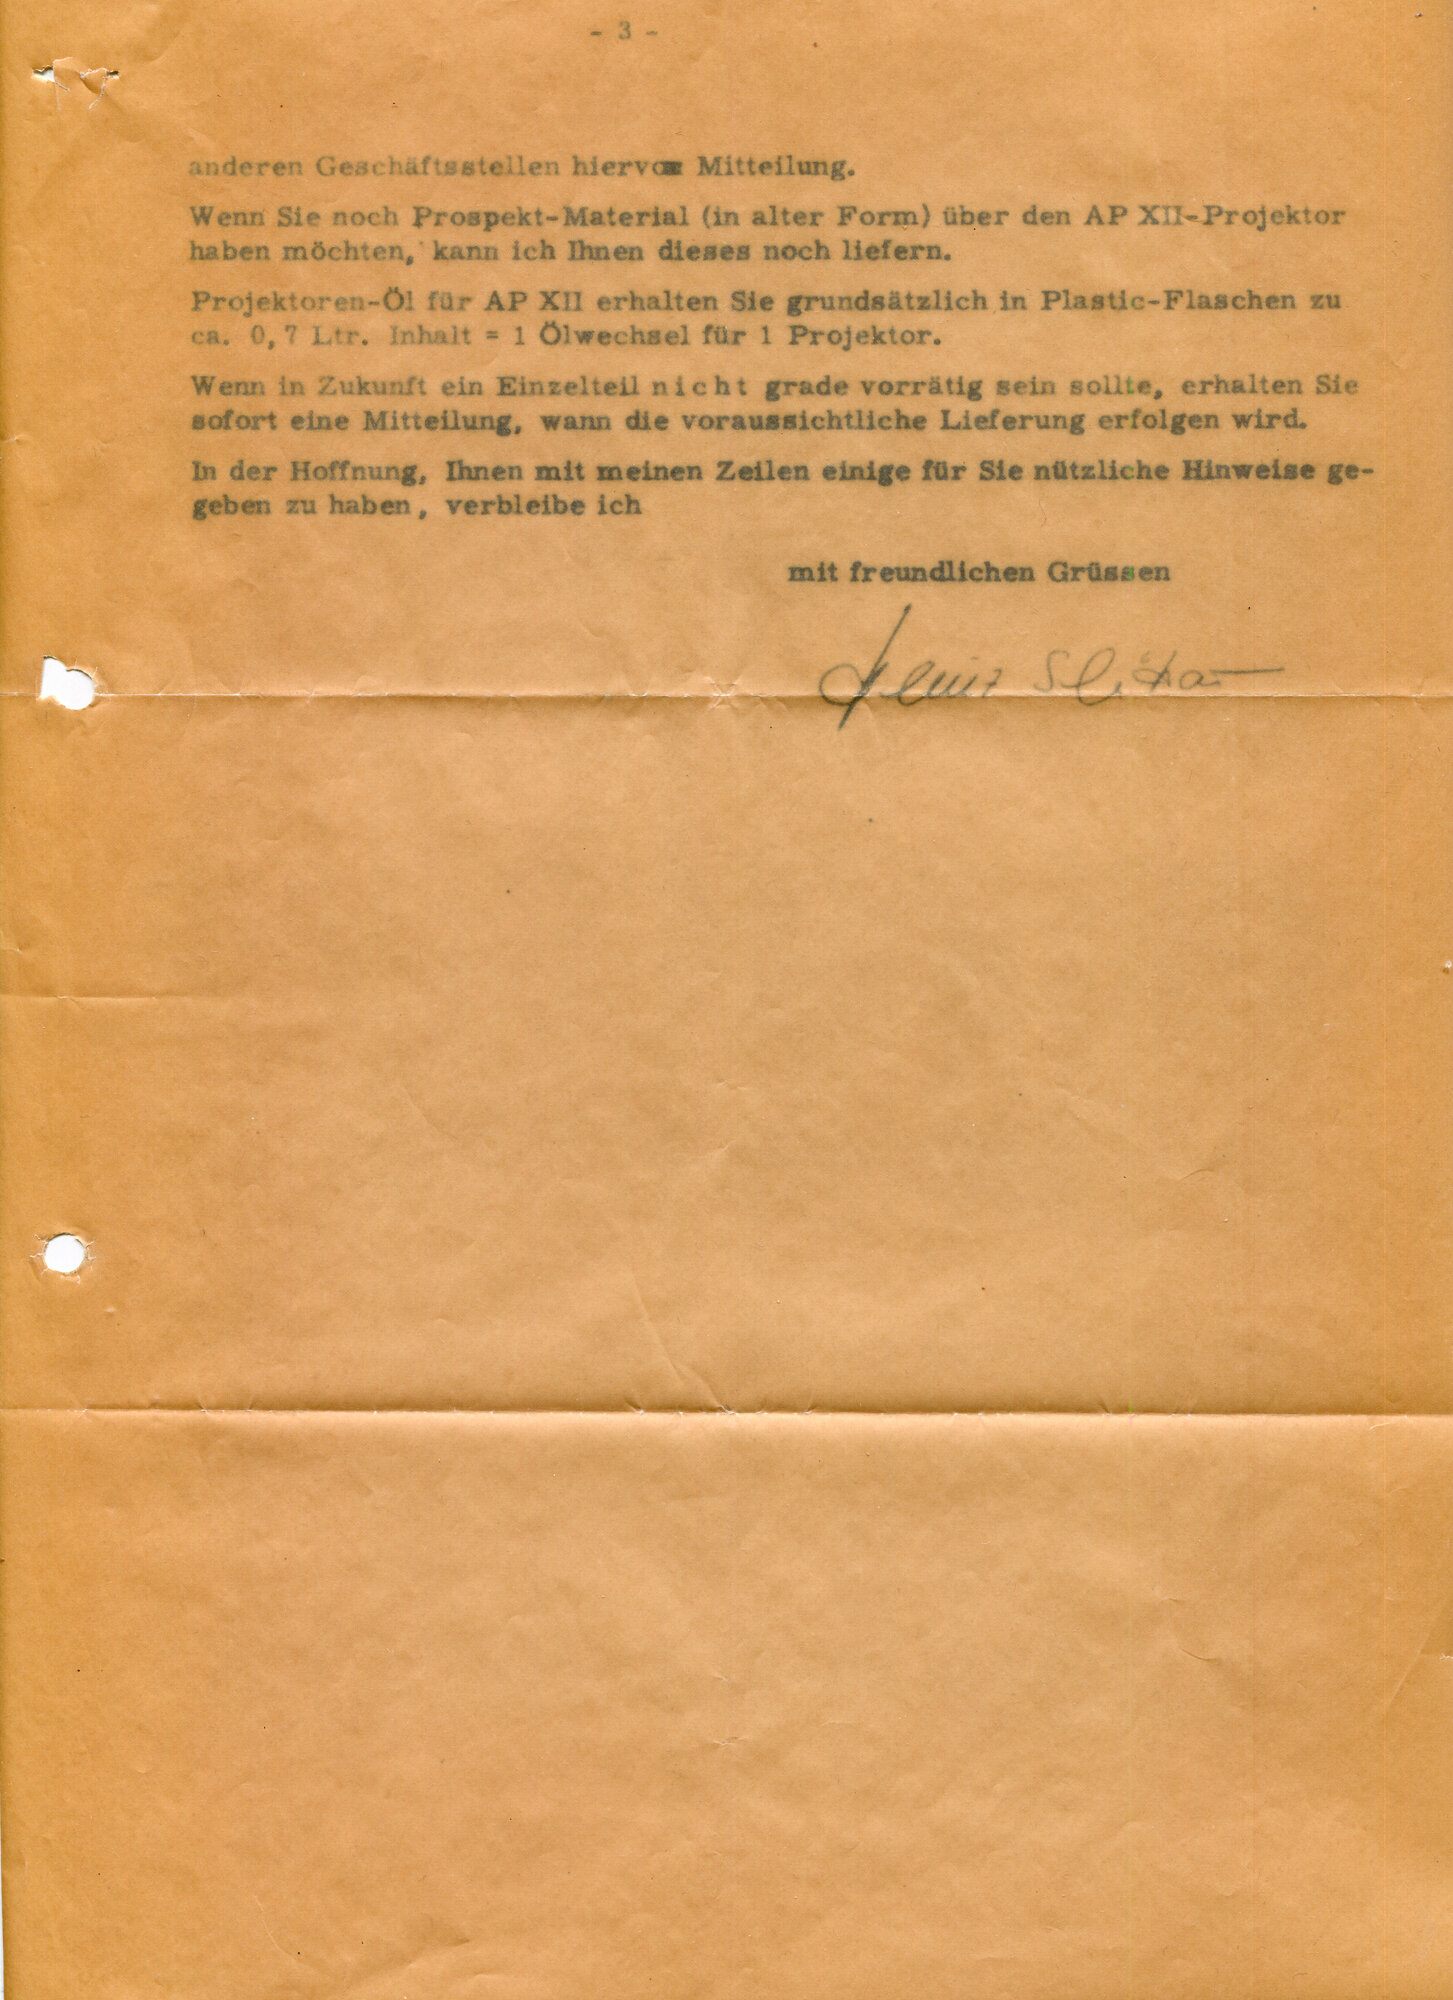 - 3 -
anderen Geschäftsstellen hiervon Mitteilung.
Wenn Sie noch Prospekt-Material (in alter Form) über den AP XII-Projektor
haben möchten, kann ich Ihnen dieses noch liefern.
Projektoren-Öl für AP XII erhalten Sie grundsätzlich in Plastic-Flaschen zu
ca. 0,7 Ltr. Inhalt = 1 Ölwechsel für 1 Projektor.
Wenn in Zukunft ein Einzelteil n i c h t grade vorrätig sein sollte, erhalten Sie
sofort eine Mitteilung, wann die voraussichtliche Lieferung erfolgen wird.
In der Hoffnung, Ihnen mit meinen Zeilen einige für Sie nützliche Hinweise ge-
geben zu haben, verbleibe ich
mit freundlichen Grüssen
Heinz